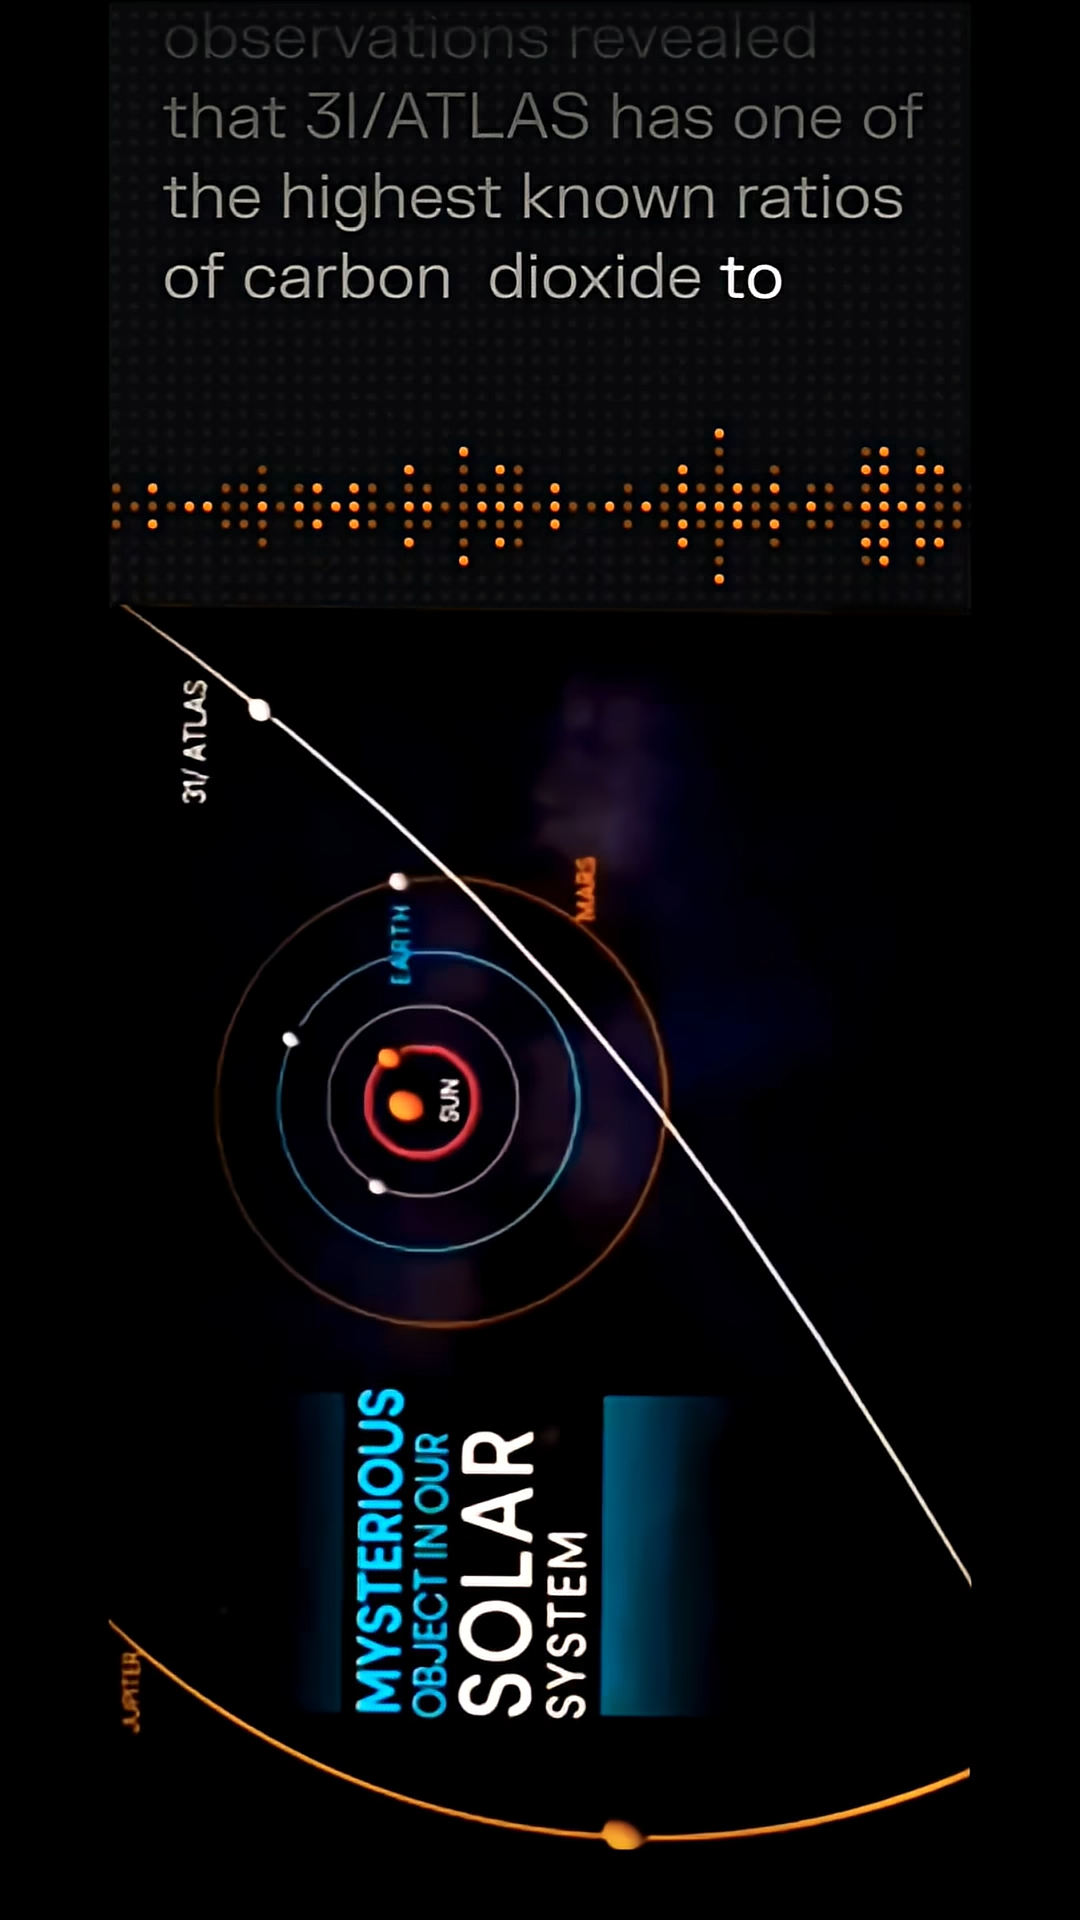 observations revealed
that 3I/ATLAS has one of
the highest known ratios
of carbon dioxide to
31/ ATLAS
MARS
EARTH
SUN
MYSTERIOUS
OBJECT IN OUR
SOLAR
SYSTEM
JUPITER